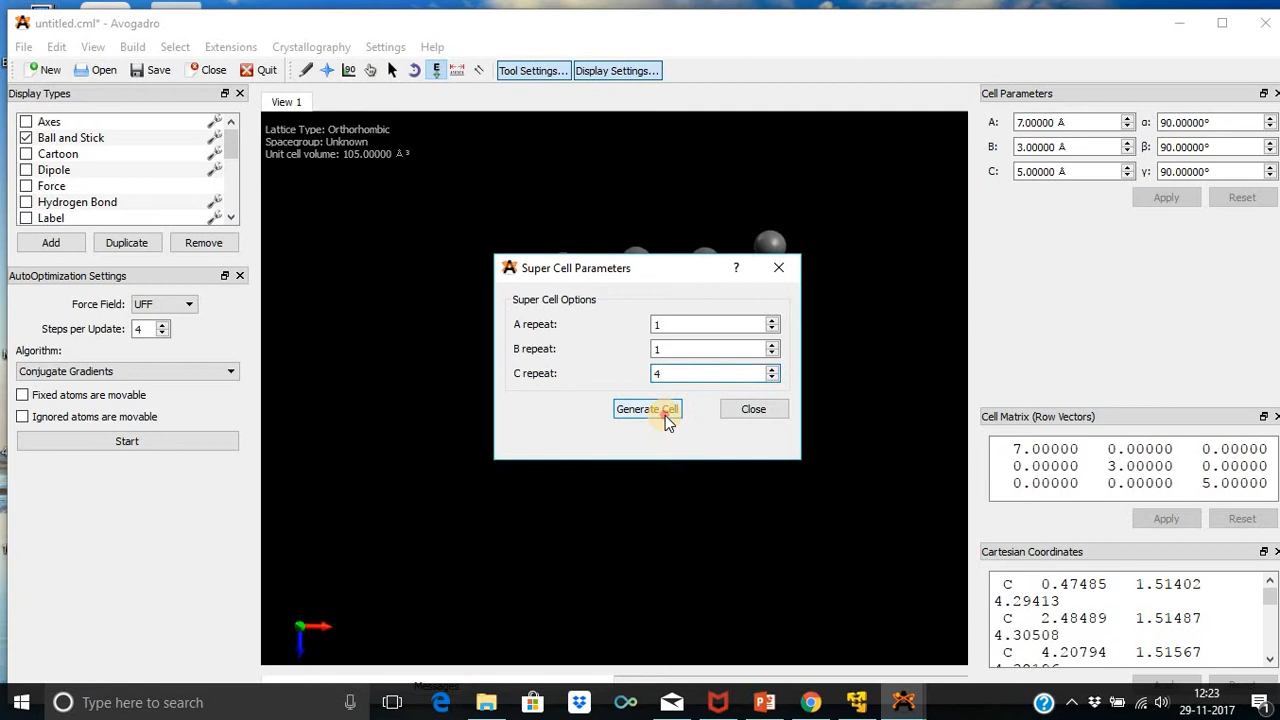 untitled.cml* - Avogadro
File Edit View Build Select Extensions Crystallography Settings Help
New Open Save Close Quit Tool Settings... Display Settings...
Display Types
Axes
Ball and Stick
Cartoon
Dipole
Force
Hydrogen Bond
Label
Add Duplicate Remove
AutoOptimization Settings
Force Field: UFF
Steps per Update: 4
Algorithm:
Conjugate Gradients
Fixed atoms are movable
Ignored atoms are movable
Start
View 1
Lattice Type: Orthorhombic
Spacegroup: Unknown
Unit cell volume: 105.00000 Å³
Super Cell Parameters ?
Super Cell Options
A repeat: 1
B repeat: 1
C repeat: 4
Generate Cell Close
Cell Parameters
A: 7.00000 Å α: 90.00000°
B: 3.00000 Å β: 90.00000°
C: 5.00000 Å γ: 90.00000°
Apply Reset
Cell Matrix (Row Vectors)
7.00000 0.00000 0.00000
0.00000 3.00000 0.00000
0.00000 0.00000 5.00000
Apply Reset
Cartesian Coordinates
C 0.47485 1.51402
4.29413
C 2.48489 1.51487
4.30508
C 4.20794 1.51567
Messages
Type here to search
12:23
29-11-2017